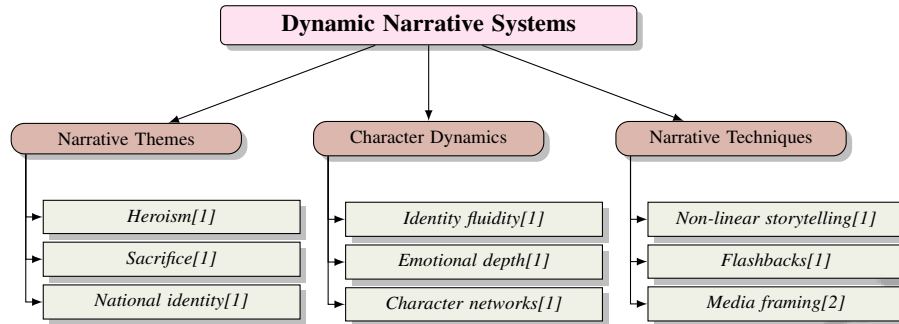 Dynamic Narrative Systems
Narrative Themes
Character Dynamics
Narrative Techniques
Heroism[1]
Identity fluidity[1]
Non-linear storytelling[1]
Sacrifice[1]
Emotional depth[1]
Flashbacks[1]
National identity[1]
Character networks[1]
Media framing[2]